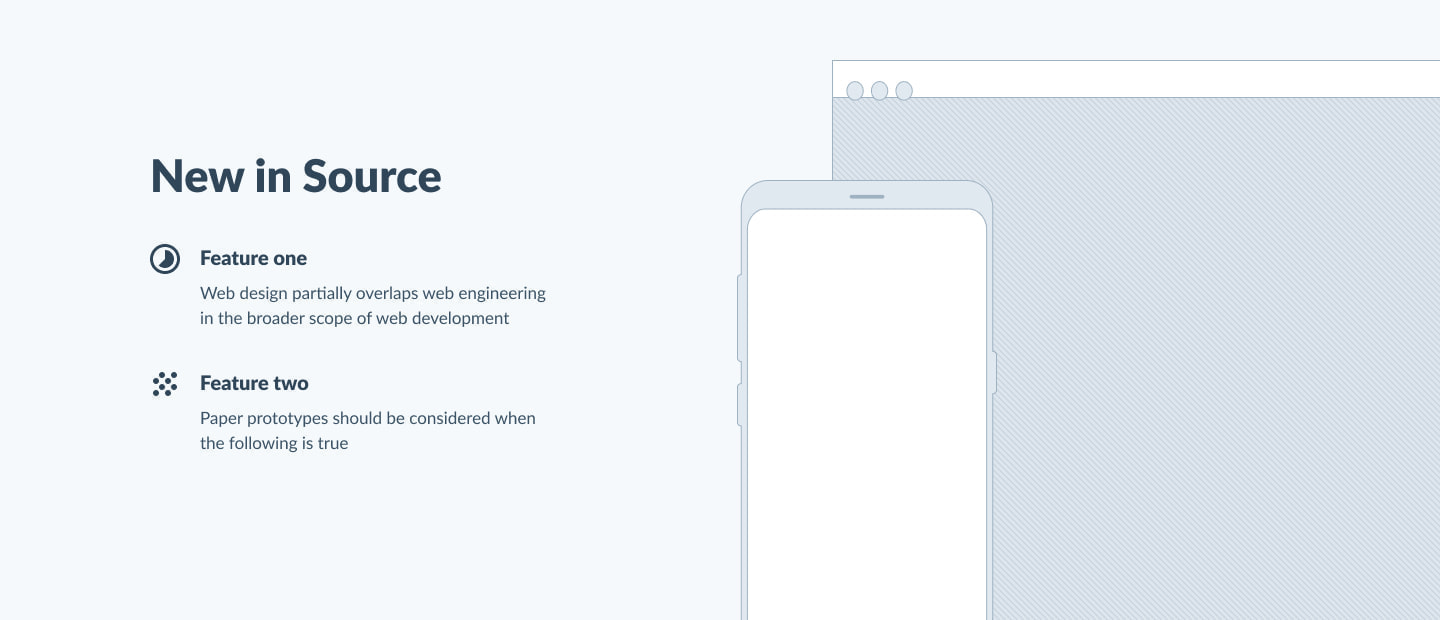 New in Source
Feature one
Web design partially overlaps web engineering
in the broader scope of web development
Feature two
Paper prototypes should be considered when
the following is true